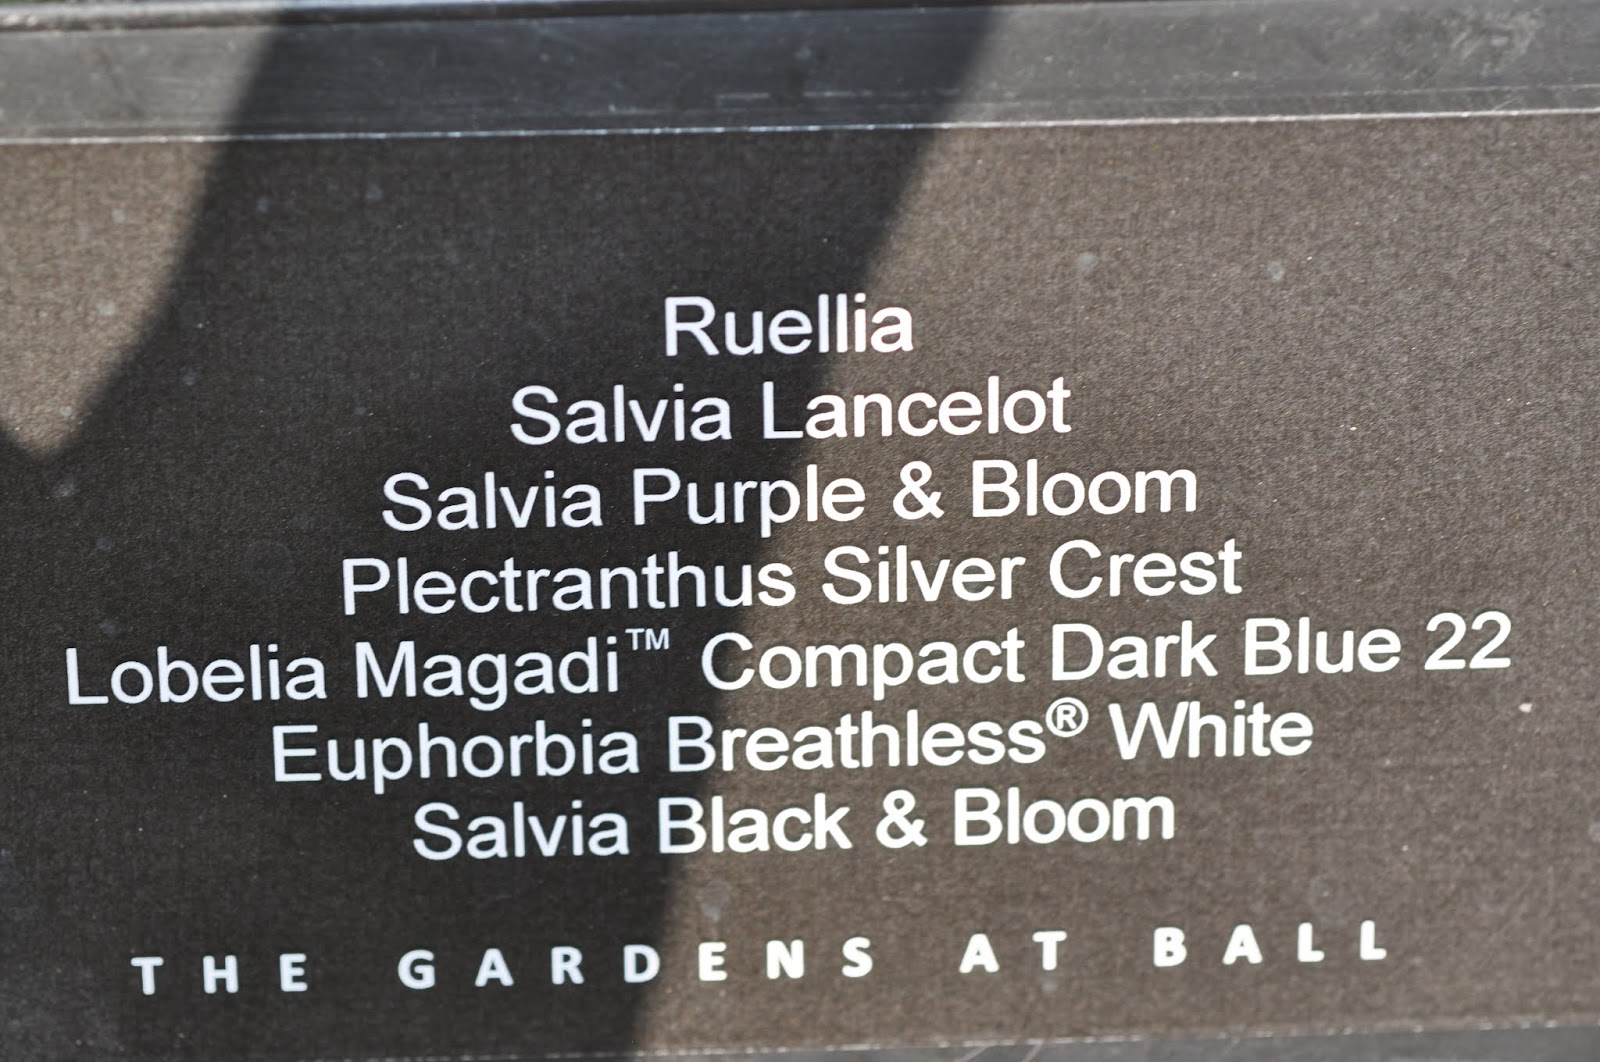 Ruellia
Salvia Lancelot
Salvia Purple & Bloom
Plectranthus Silver Crest
Lobelia Magadi™ Compact Dark Blue 22
Euphorbia Breathless® White
Salvia Black & Bloom
THE GARDENS AT BALL